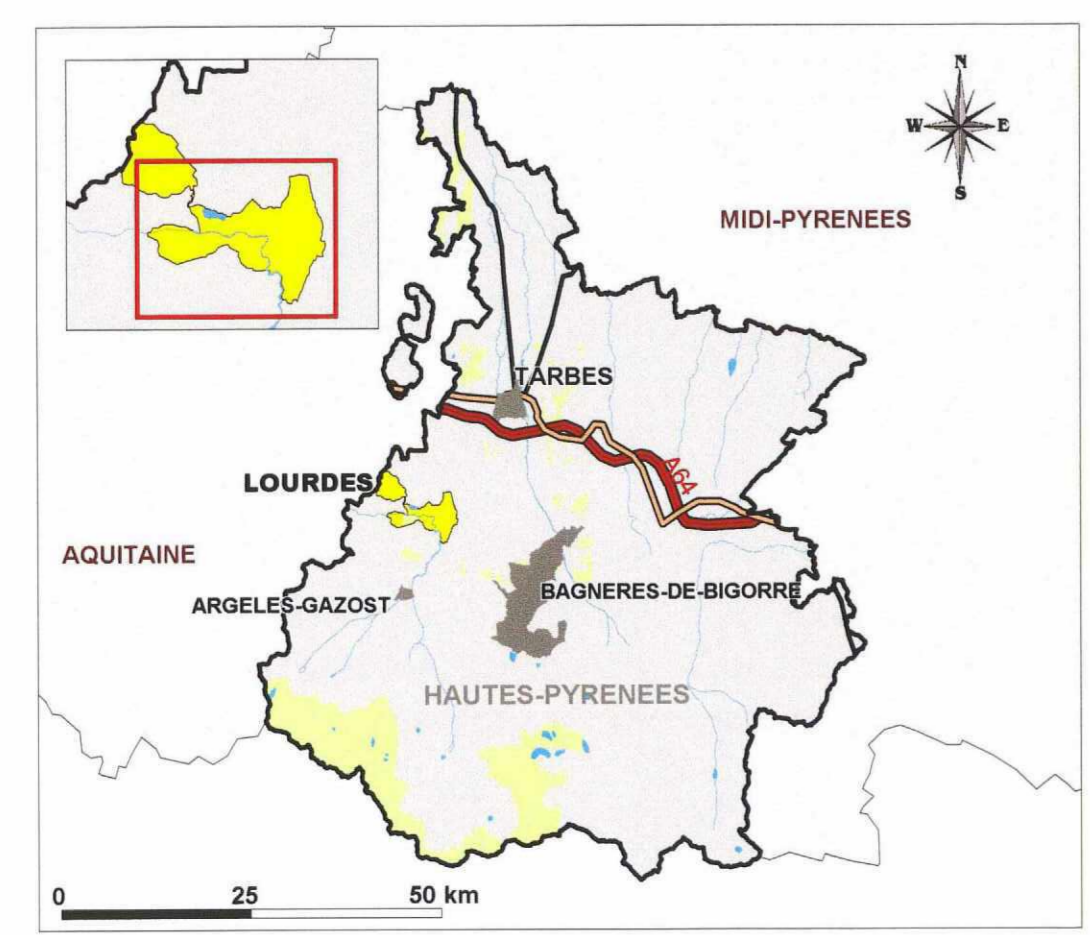 N
W E
S
MIDI-PYRENEES
TARBES
A64
LOURDES
AQUITAINE
ARGELES-GAZOST
BAGNERES-DE-BIGORRE
HAUTES-PYRENEES
0 25 50 km